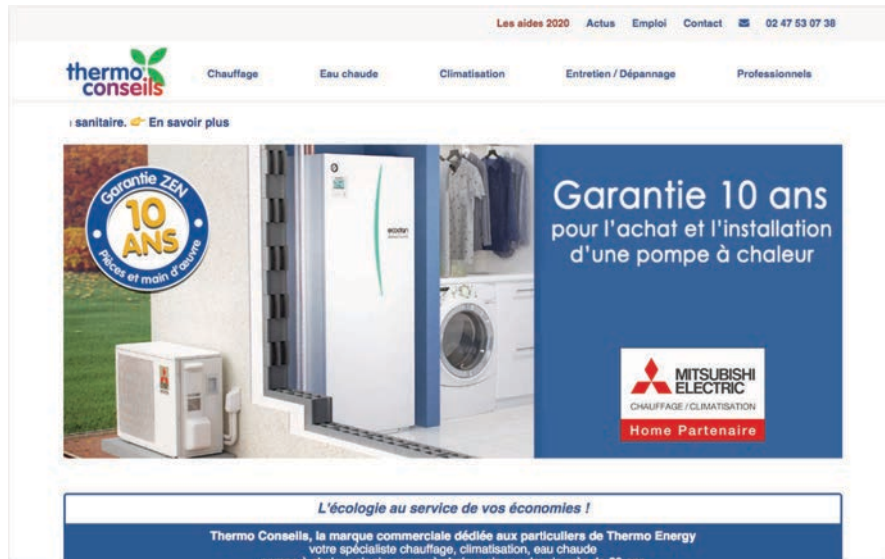 Les aides 2020 Actus Emploi Contact 02 47 53 07 38
thermo
conseils
Chauffage Eau chaude Climatisation Entretien / Dépannage Professionnels
sanitaire. 👉 En savoir plus
Garantie ZEN
10
ANS
Pièces et main d'œuvre
ecodan
Garantie 10 ans
pour l'achat et l'installation
d'une pompe à chaleur
MITSUBISHI
ELECTRIC
CHAUFFAGE / CLIMATISATION
Home Partenaire
L'écologie au service de vos économies !
Thermo Conseils, la marque commerciale dédiée aux particuliers de Thermo Energy
votre spécialiste chauffage, climatisation, eau chaude